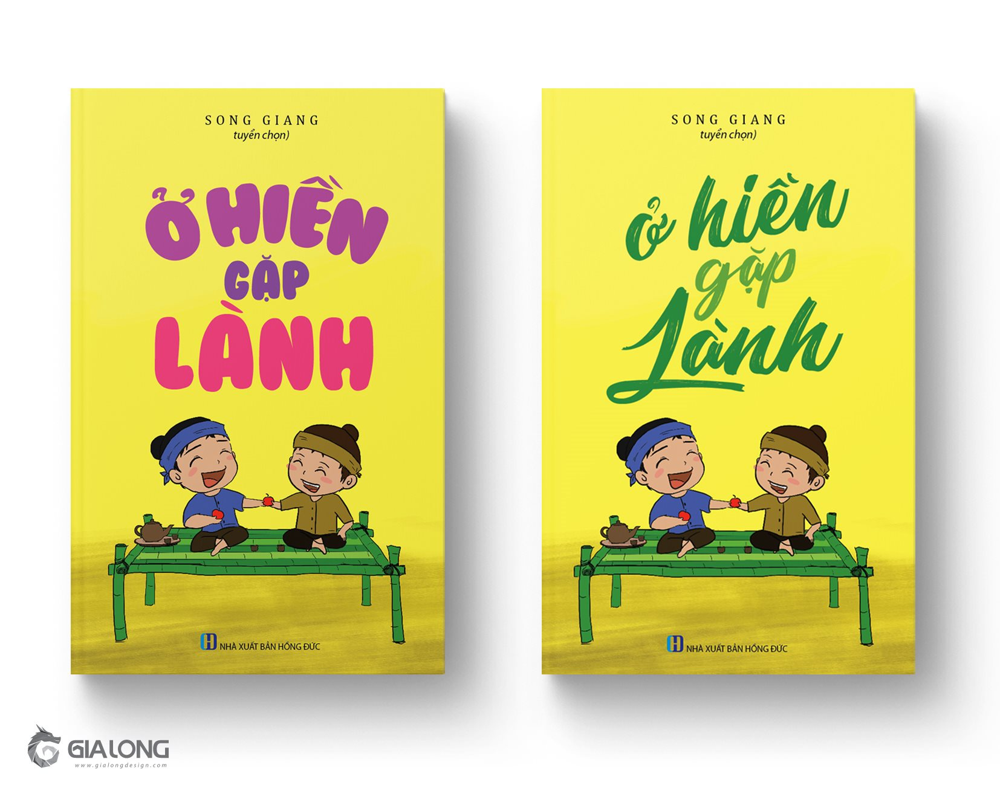 SONG GIANG
tuyển chọn)
Ở HIỀN
GẶP
LÀNH
NHÀ XUẤT BẢN HỒNG ĐỨC
SONG GIANG
tuyển chọn)
ở hiền
gặp
Lành
NHÀ XUẤT BẢN HỒNG ĐỨC
GIALONG
www.gialongdesign.com